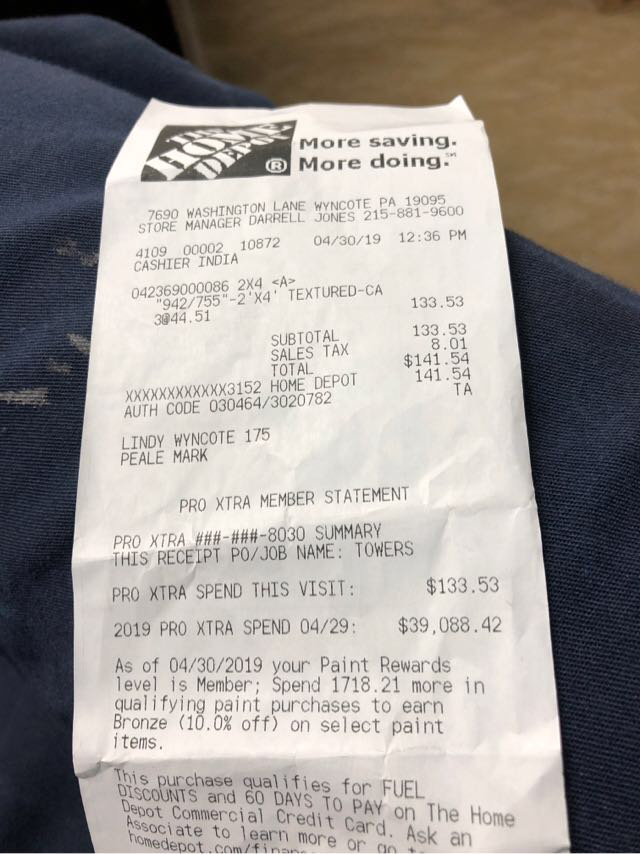 THE HOME DEPOT ® More saving.
More doing.℠
7690 WASHINGTON LANE WYNCOTE PA 19095
STORE MANAGER DARRELL JONES 215-881-9600
4109 00002 10872 04/30/19 12:36 PM
CASHIER INDIA
042369000086 2X4 <A>
"942/755"-2'X4' TEXTURED-CA
3@44.51 133.53
SUBTOTAL 133.53
SALES TAX 8.01
TOTAL $141.54
XXXXXXXXXXXX3152 HOME DEPOT 141.54
AUTH CODE 030464/3020782 TA
LINDY WYNCOTE 175
PEALE MARK
PRO XTRA MEMBER STATEMENT
PRO XTRA ###-###-8030 SUMMARY
THIS RECEIPT PO/JOB NAME: TOWERS
PRO XTRA SPEND THIS VISIT: $133.53
2019 PRO XTRA SPEND 04/29: $39,088.42
As of 04/30/2019 your Paint Rewards
level is Member; Spend 1718.21 more in
qualifying paint purchases to earn
Bronze (10.0% off) on select paint
items.
This purchase qualifies for FUEL
DISCOUNTS and 60 DAYS TO PAY on The Home
Depot Commercial Credit Card. Ask an
Associate to learn more or go